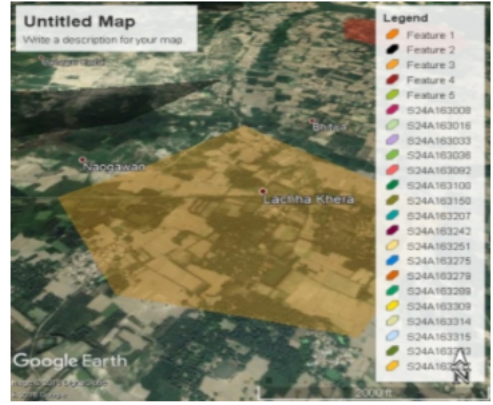 Untitled Map
Write a description for your map
Legend
Feature 1
Feature 2
Feature 3
Feature 4
Feature 5
S24A163008
S24A163016
S24A163033
S24A163036
S24A163092
S24A163100
S24A163150
S24A163207
S24A163242
S24A163251
S24A163275
S24A163279
S24A163289
S24A163309
S24A163314
S24A163315
Naogawan
Lachha Khera
Google Earth
N
2000 ft